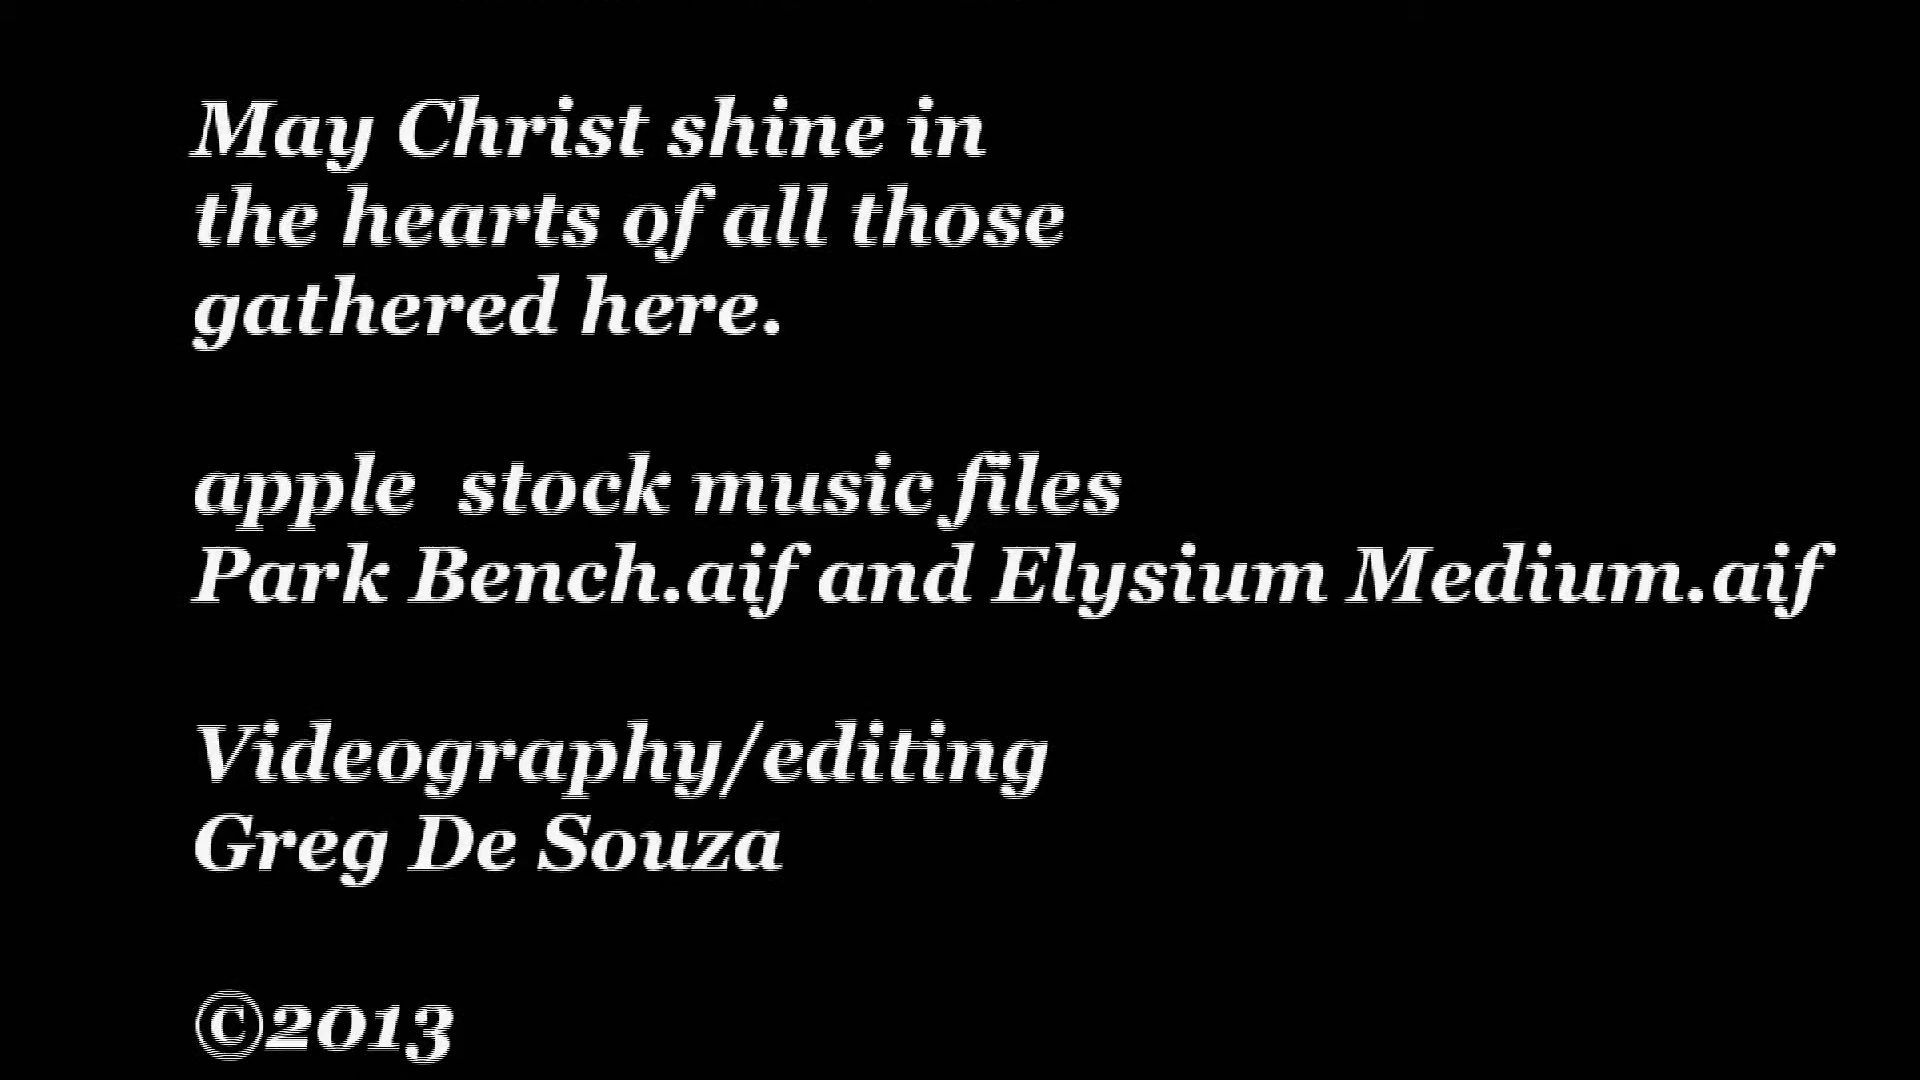 May Christ shine in
the hearts of all those
gathered here.
apple  stock music files
Park Bench.aif and Elysium Medium.aif
Videography/editing
Greg De Souza
©2013